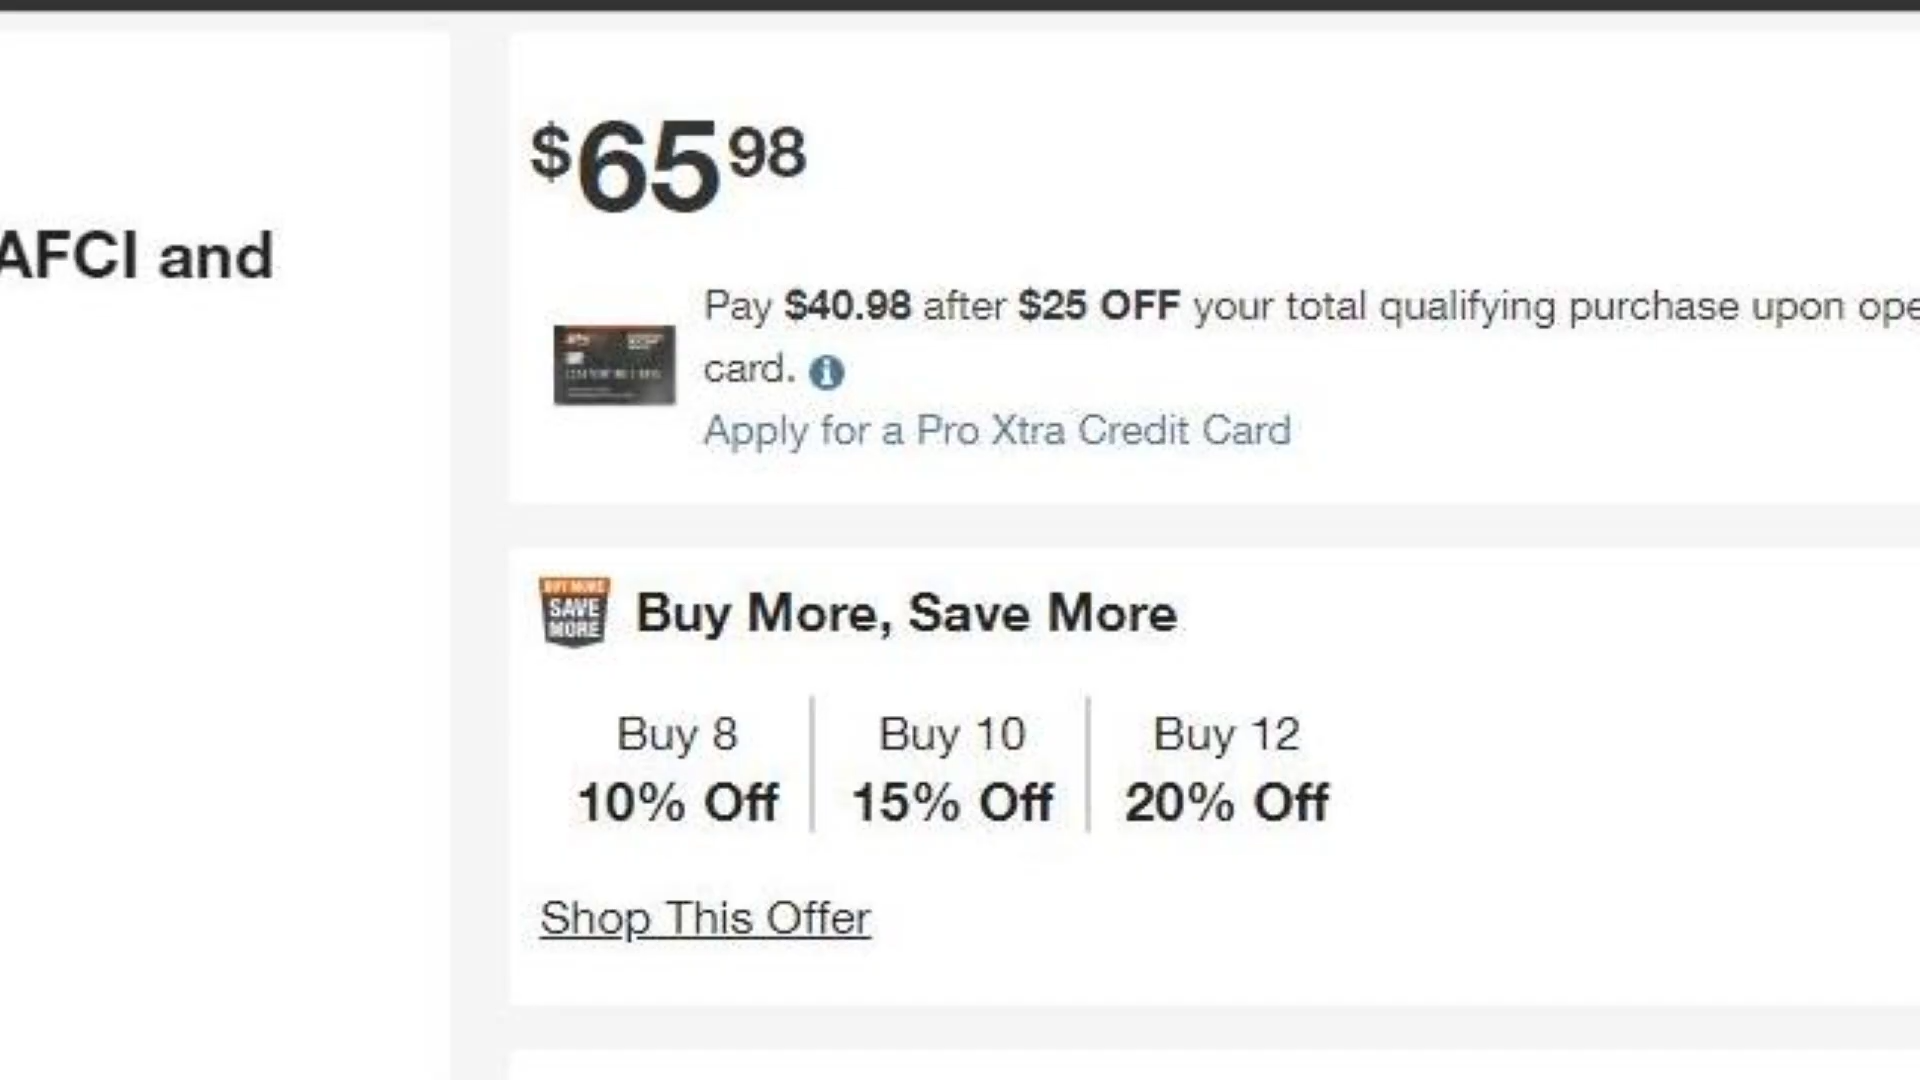 $65 98
AFCI and
Pay $40.98 after $25 OFF your total qualifying purchase upon ope
card.
Apply for a Pro Xtra Credit Card
BUY MORE
SAVE
MORE
Buy More, Save More
Buy 8
10% Off
Buy 10
15% Off
Buy 12
20% Off
Shop This Offer